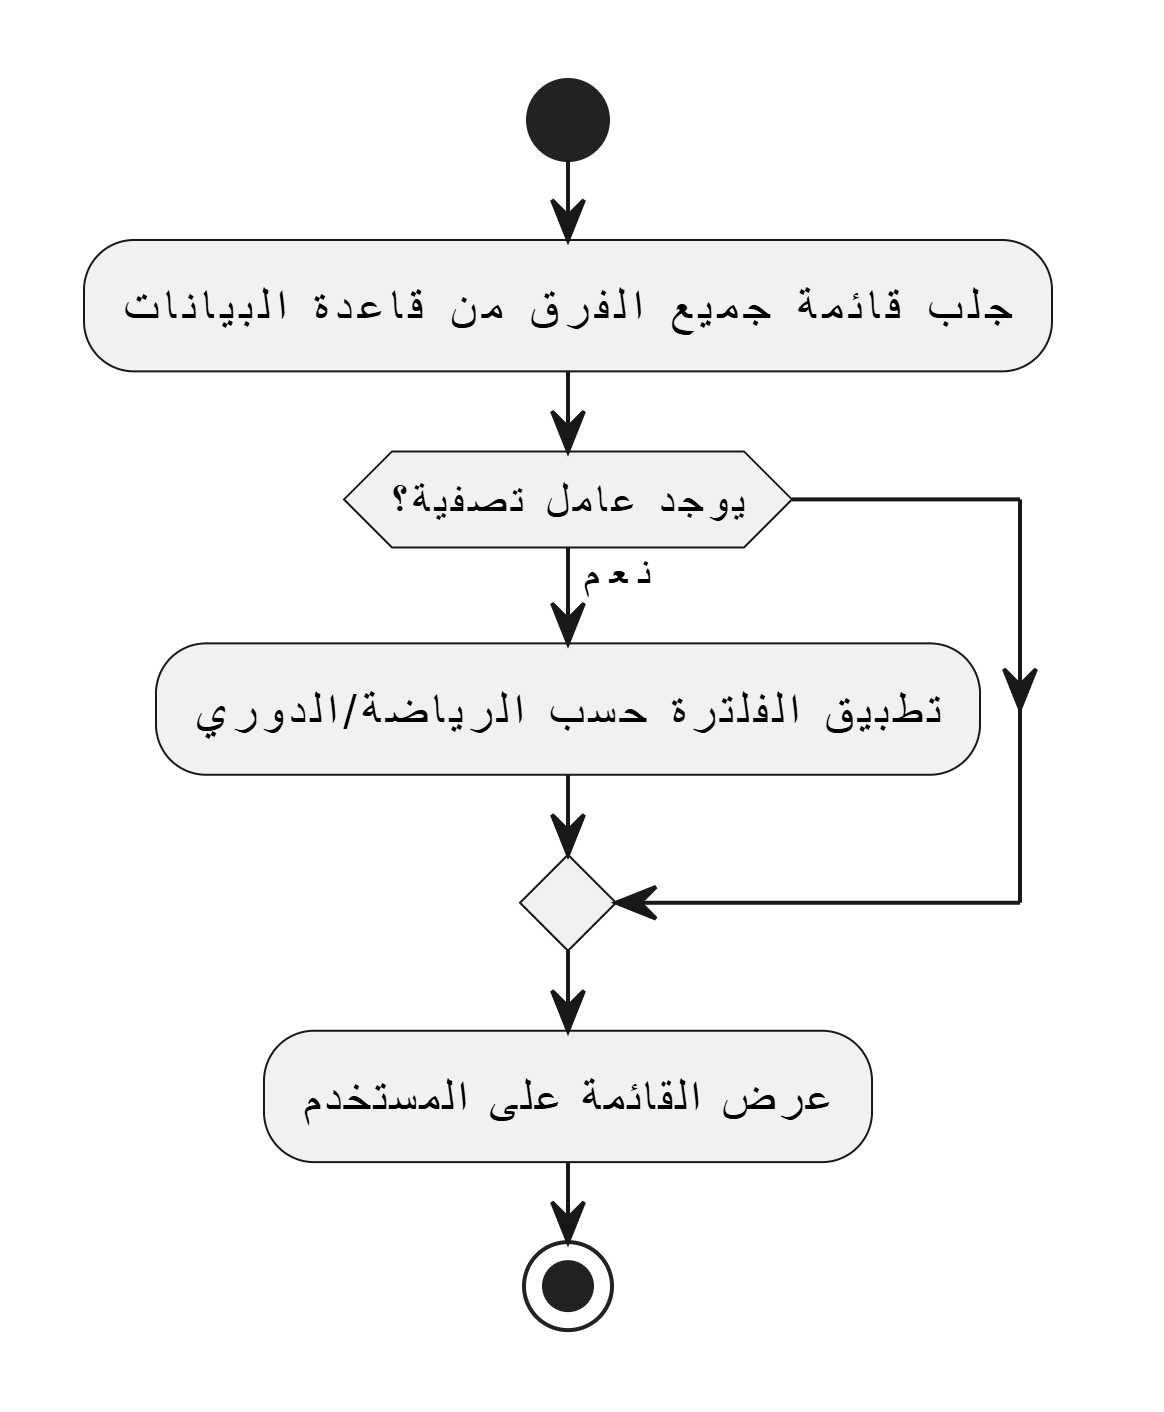 جلب قائمة جميع الفرق من قاعدة البيانات
يوجد عامل تصفية؟
نعم
تطبيق الفلترة حسب الرياضة/الدوري
عرض القائمة على المستخدم